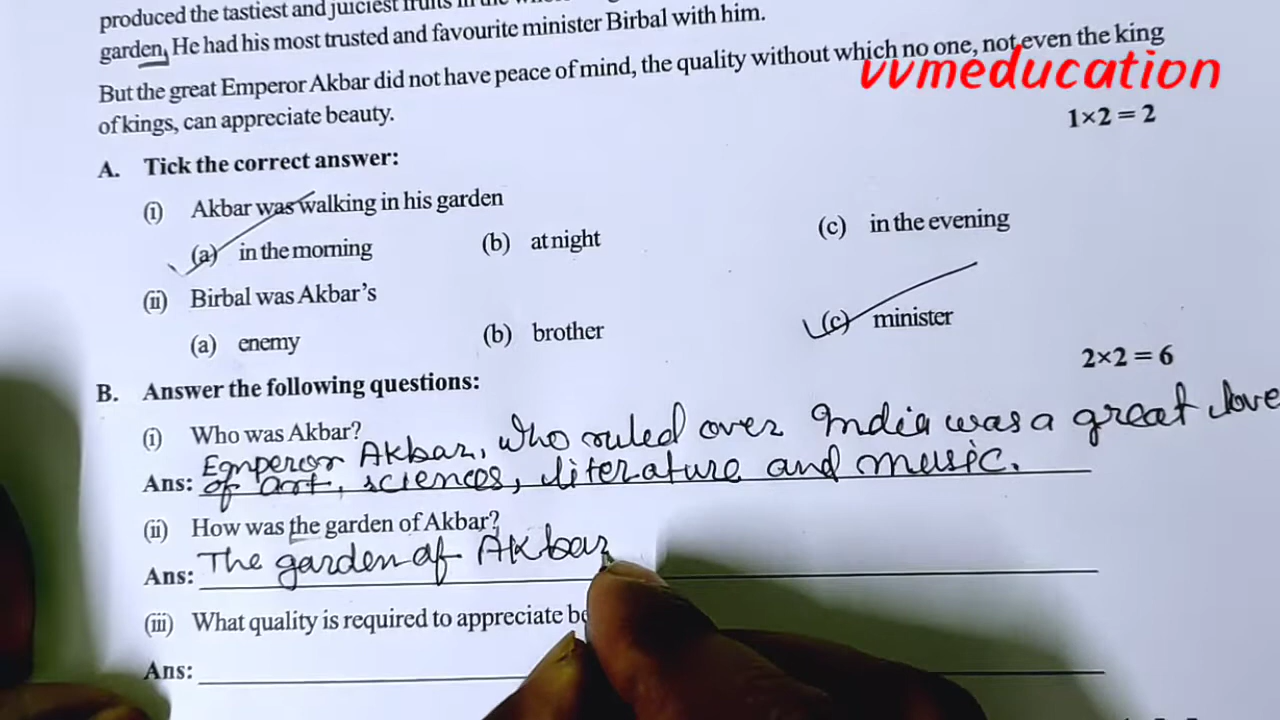 produced the tastiest and juiciest fruits in the
garden. He had his most trusted and favourite minister Birbal with him.
But the great Emperor Akbar did not have peace of mind, the quality without which no one, not even the king
of kings, can appreciate beauty.
vvmeducation
1×2 = 2
A. Tick the correct answer:
(i) Akbar was walking in his garden
(a) in the morning (b) at night (c) in the evening
(ii) Birbal was Akbar's
(a) enemy (b) brother (c) minister
2×2 = 6
B. Answer the following questions:
(i) Who was Akbar?
Emperor Akbar, who ruled over India was a great love
Ans: of art, sciences, literature and music.
(ii) How was the garden of Akbar?
Ans: The garden of Akbar
(iii) What quality is required to appreciate
Ans: